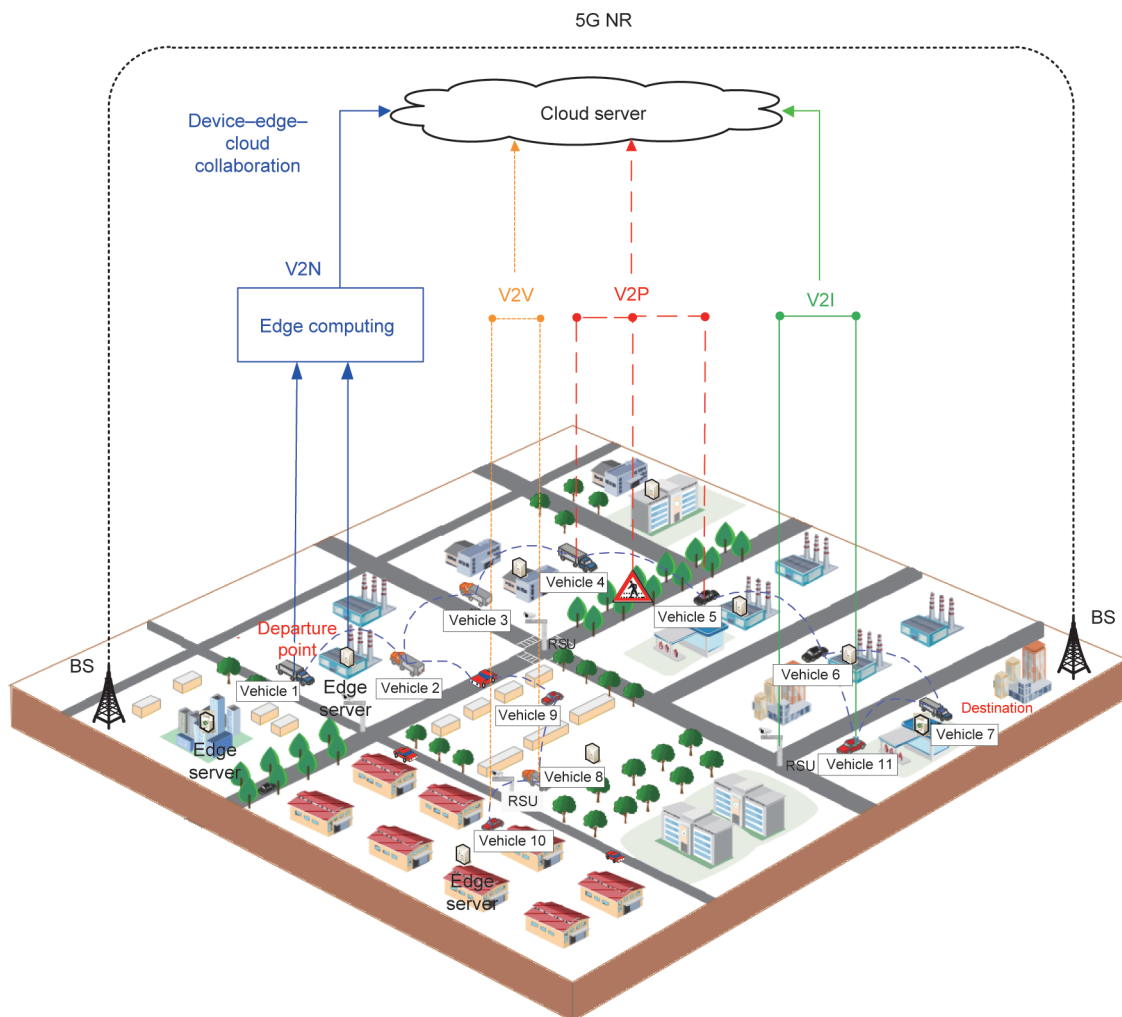 5G NR
Cloud server
Device–edge–
cloud
collaboration
V2N
V2V
V2P
V2I
Edge computing
Vehicle 4
Vehicle 3
Vehicle 5
RSU
BS
BS
Departure
point
Vehicle 1
Vehicle 2
Edge
server
Vehicle 6
Vehicle 9
Destination
Vehicle 7
Edge
server
Vehicle 8
RSU
Vehicle 11
RSU
Vehicle 10
Edge
server